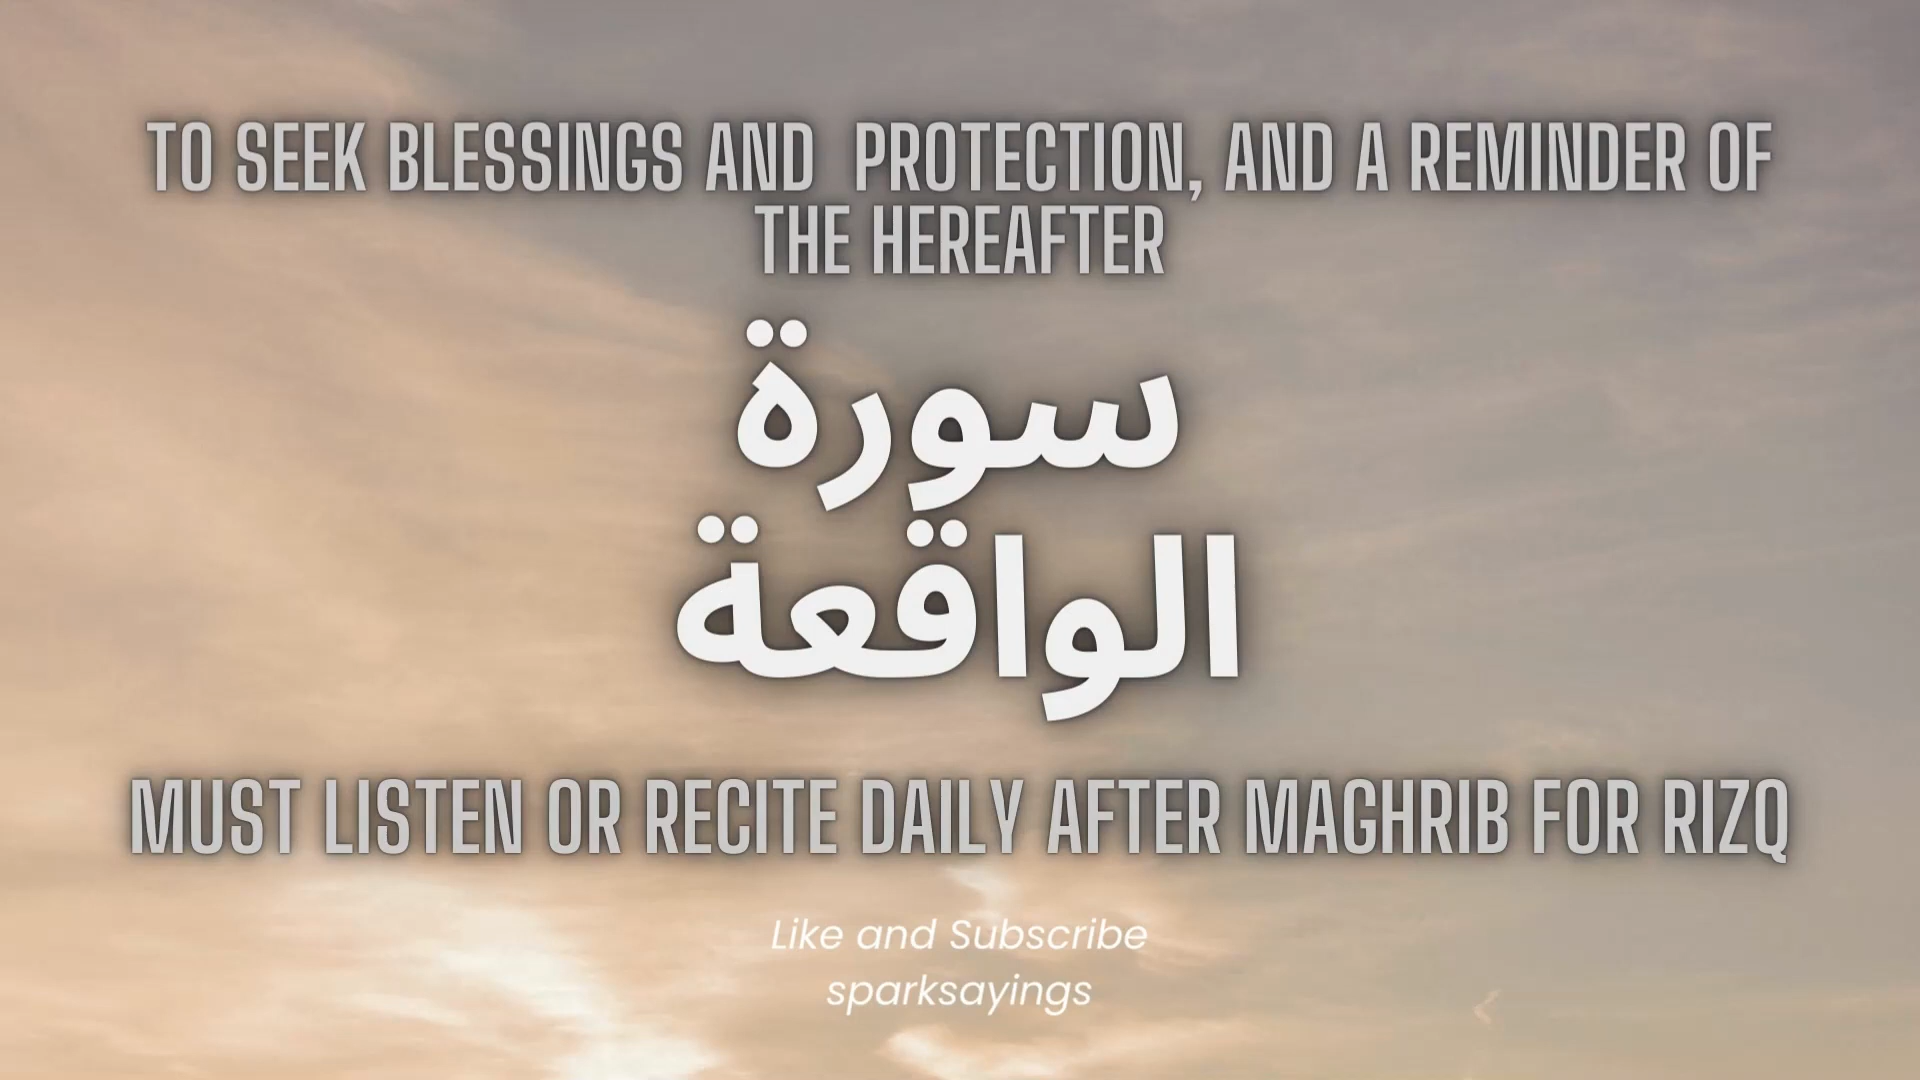 TO SEEK BLESSINGS AND PROTECTION, AND A REMINDER OF
THE HEREAFTER
سورة
الواقعة
MUST LISTEN OR RECITE DAILY AFTER MAGHRIB FOR RIZQ
Like and Subscribe
sparksayings